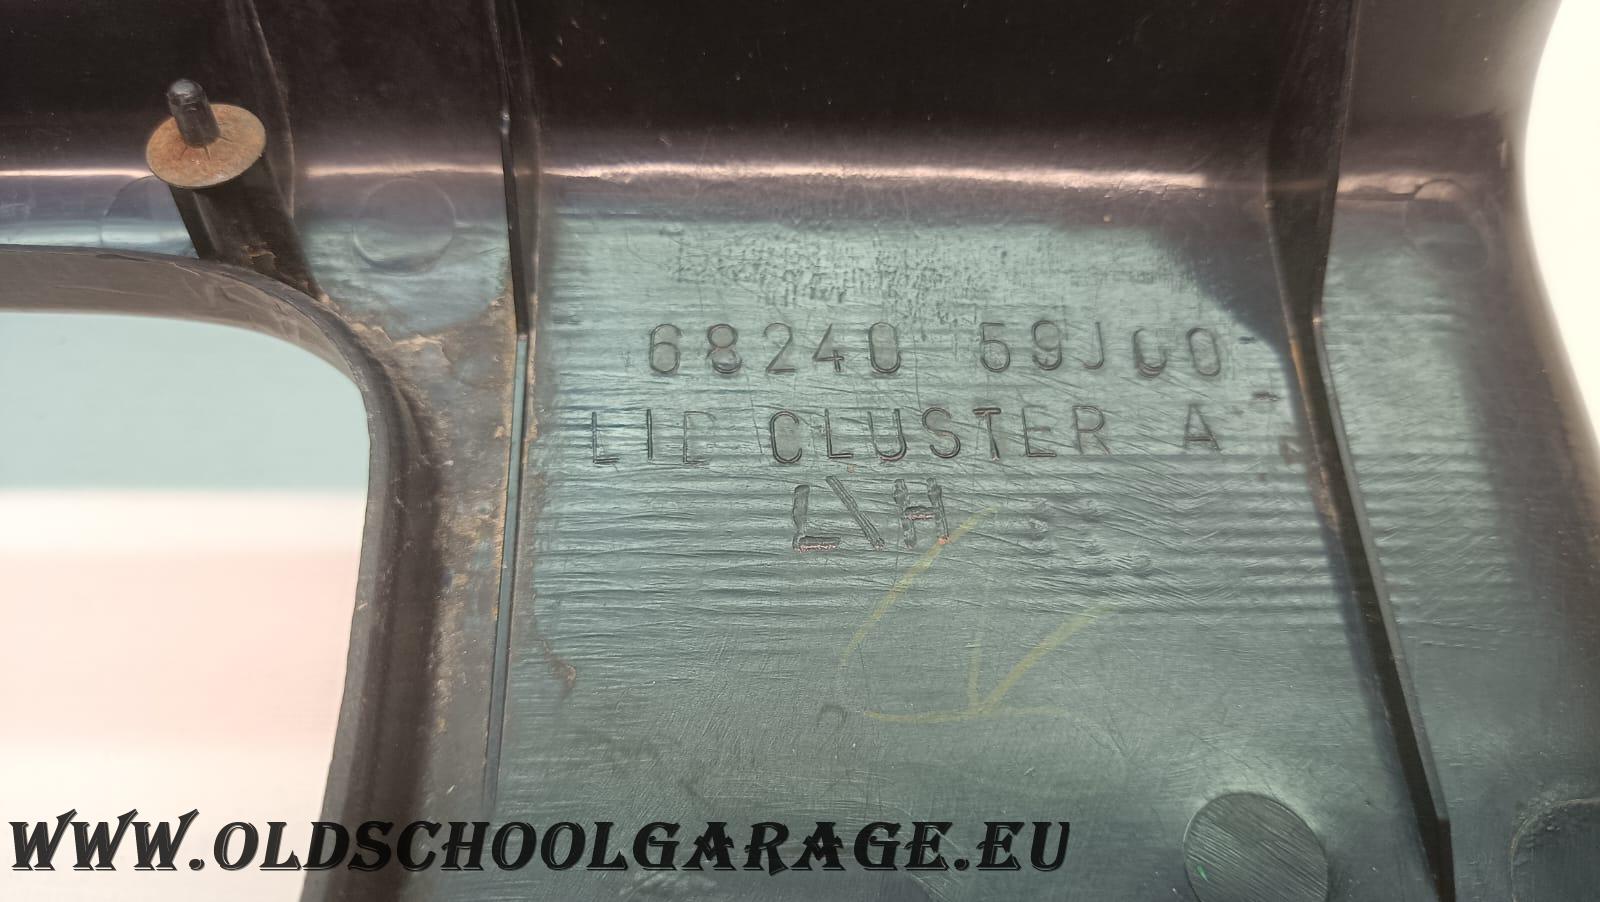 68240 59J00
LID CLUSTER A
L\H
WWW.OLDSCHOOLGARAGE.EU